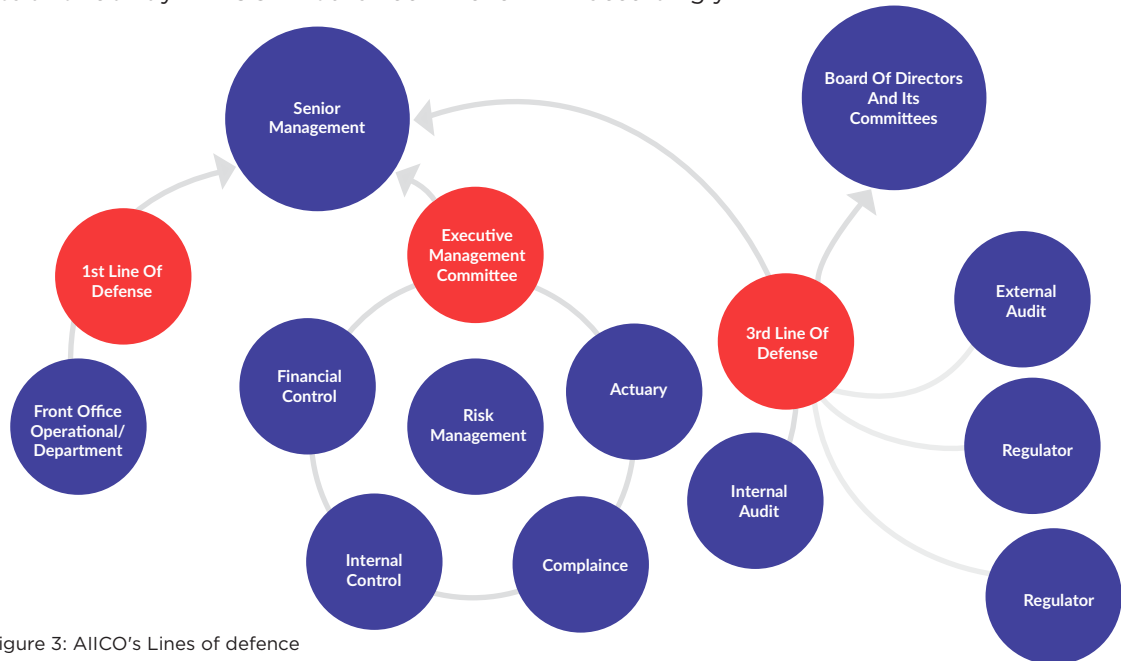 Senior
Management
Board Of Directors
And Its
Committees
1st Line Of
Defense
Executive
Management
Committee
External
Audit
3rd Line Of
Defense
Financial
Control
Actuary
Risk
Management
Front Office
Operational/
Department
Regulator
Internal
Audit
Internal
Control
Complaince
Regulator
igure 3: AIICO's Lines of defence